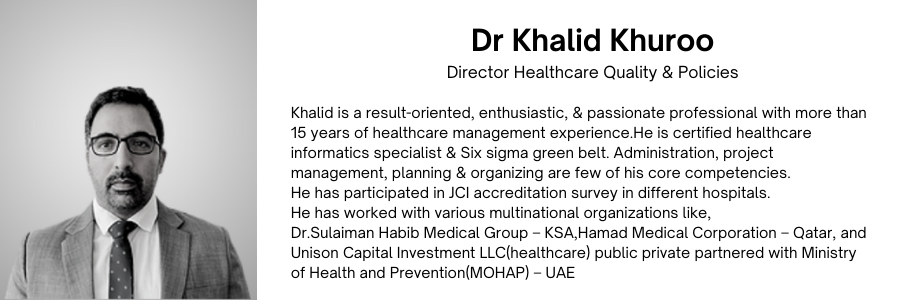 Dr Khalid Khuroo
Director Healthcare Quality & Policies
Khalid is a result-oriented, enthusiastic, & passionate professional with more than
15 years of healthcare management experience.He is certified healthcare
informatics specialist & Six sigma green belt. Administration, project
management, planning & organizing are few of his core competencies.
He has participated in JCI accreditation survey in different hospitals.
He has worked with various multinational organizations like,
Dr.Sulaiman Habib Medical Group – KSA,Hamad Medical Corporation – Qatar, and
Unison Capital Investment LLC(healthcare) public private partnered with Ministry
of Health and Prevention(MOHAP) – UAE